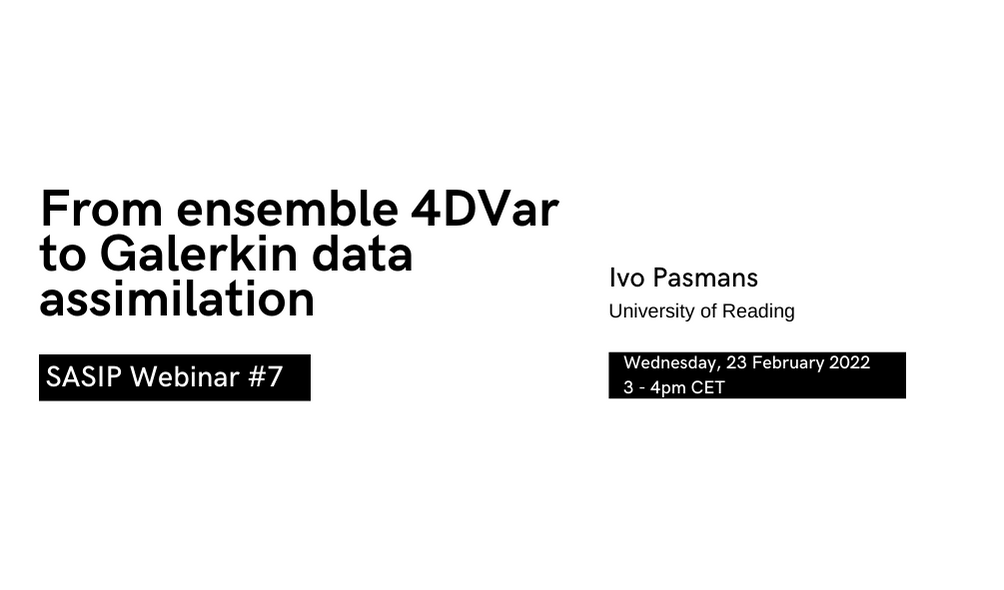 From ensemble 4DVar
to Galerkin data
assimilation
SASIP Webinar #7
Ivo Pasmans
University of Reading
Wednesday, 23 February 2022
3 - 4pm CET